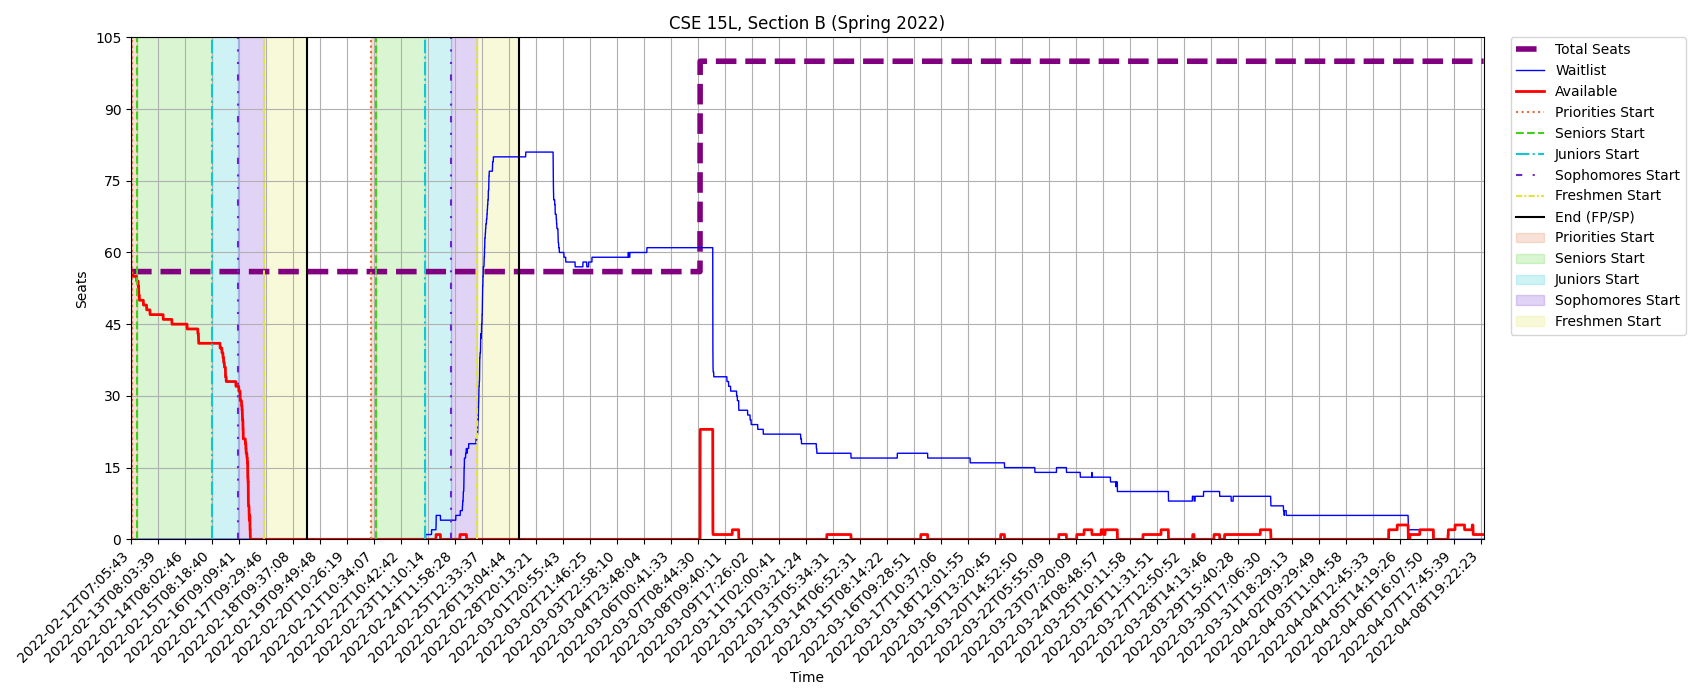 CSE 15L, Section B (Spring 2022)
105
90
75
60
45
30
15
0
Seats
2022-02-12T07:05:43
2022-02-13T08:03:39
2022-02-14T08:02:46
2022-02-15T08:18:40
2022-02-16T09:09:41
2022-02-17T09:29:46
2022-02-18T09:37:08
2022-02-19T09:49:48
2022-02-20T10:26:19
2022-02-21T10:34:07
2022-02-22T10:42:42
2022-02-23T11:10:14
2022-02-24T11:58:28
2022-02-25T12:33:37
2022-02-26T13:04:44
2022-02-28T20:13:21
2022-03-01T20:55:43
2022-03-02T21:46:25
2022-03-03T22:58:10
2022-03-04T23:48:04
2022-03-06T00:41:33
2022-03-07T08:44:30
2022-03-08T09:40:11
2022-03-09T17:26:02
2022-03-11T02:00:41
2022-03-12T03:21:24
2022-03-13T05:34:31
2022-03-14T06:52:31
2022-03-15T08:14:22
2022-03-16T09:28:51
2022-03-17T10:37:06
2022-03-18T12:01:55
2022-03-19T13:20:45
2022-03-20T14:52:50
2022-03-22T05:55:09
2022-03-23T07:20:09
2022-03-24T08:48:57
2022-03-25T10:11:58
2022-03-26T11:31:51
2022-03-27T12:50:52
2022-03-28T14:13:46
2022-03-29T15:40:28
2022-03-30T17:06:30
2022-03-31T18:29:13
2022-04-02T09:29:49
2022-04-03T11:04:58
2022-04-04T12:45:33
2022-04-05T14:19:26
2022-04-06T16:07:50
2022-04-07T17:45:39
2022-04-08T19:22:23
Time
Total Seats
Waitlist
Available
Priorities Start
Seniors Start
Juniors Start
Sophomores Start
Freshmen Start
End (FP/SP)
Priorities Start
Seniors Start
Juniors Start
Sophomores Start
Freshmen Start